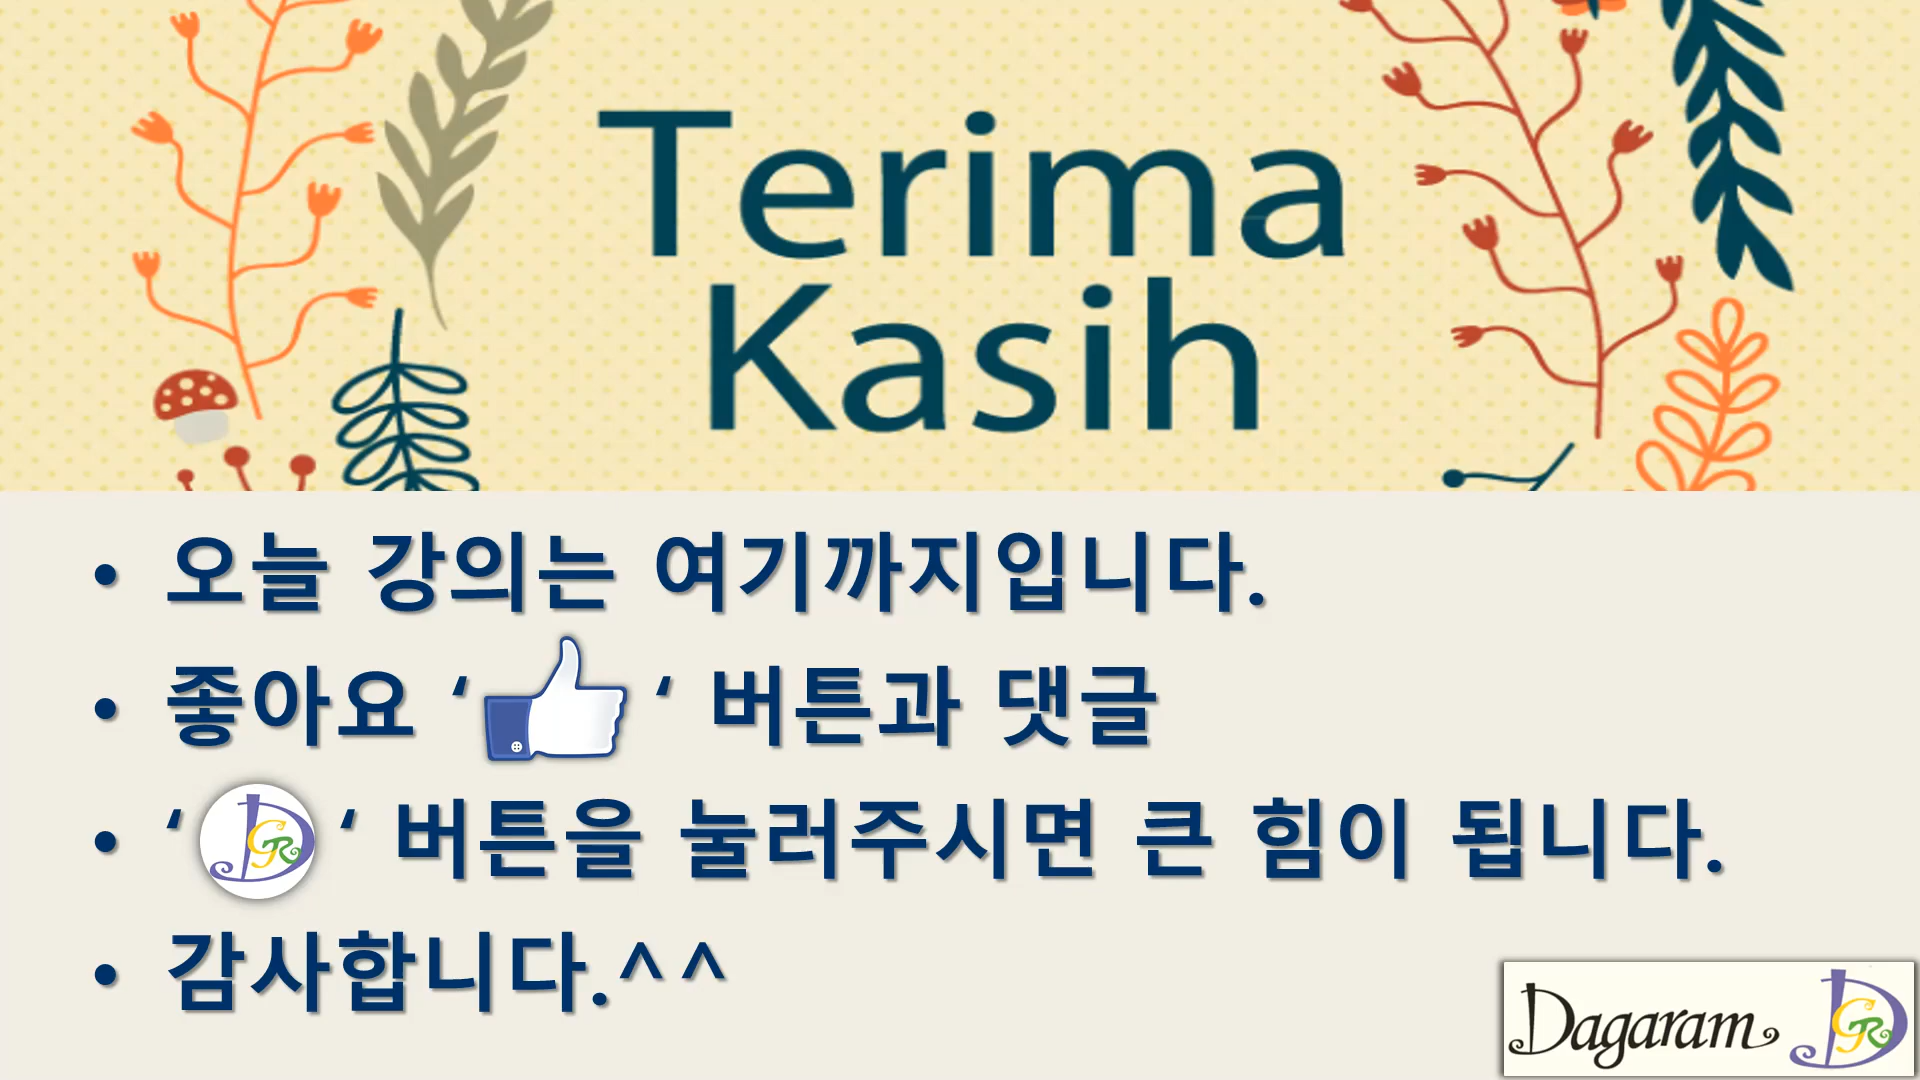 Terima
Kasih
• 오늘 강의는 여기까지입니다.
• 좋아요 ‘ ‘ 버튼과 댓글
• ‘ DGR ‘ 버튼을 눌러주시면 큰 힘이 됩니다.
• 감사합니다.^^
Dagaram DGR